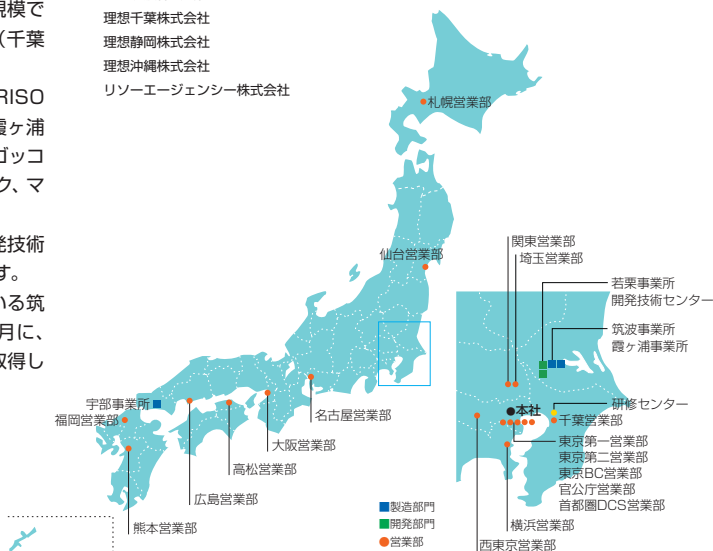 規模で
（千葉
RISO
霞ヶ浦
ゴッコ
ク、マ
発技術
す。
いる筑
月に、
取得し
理想千葉株式会社
理想静岡株式会社
理想沖縄株式会社
リソーエージェンシー株式会社
札幌営業部
仙台営業部
関東営業部
埼玉営業部
若栗事業所
開発技術センター
筑波事業所
霞ヶ浦事業所
研修センター
本社
千葉営業部
東京第一営業部
東京第二営業部
東京BC営業部
官公庁営業部
首都圏DCS営業部
横浜営業部
西東京営業部
宇部事業所
福岡営業部
名古屋営業部
大阪営業部
高松営業部
広島営業部
熊本営業部
製造部門
開発部門
営業部